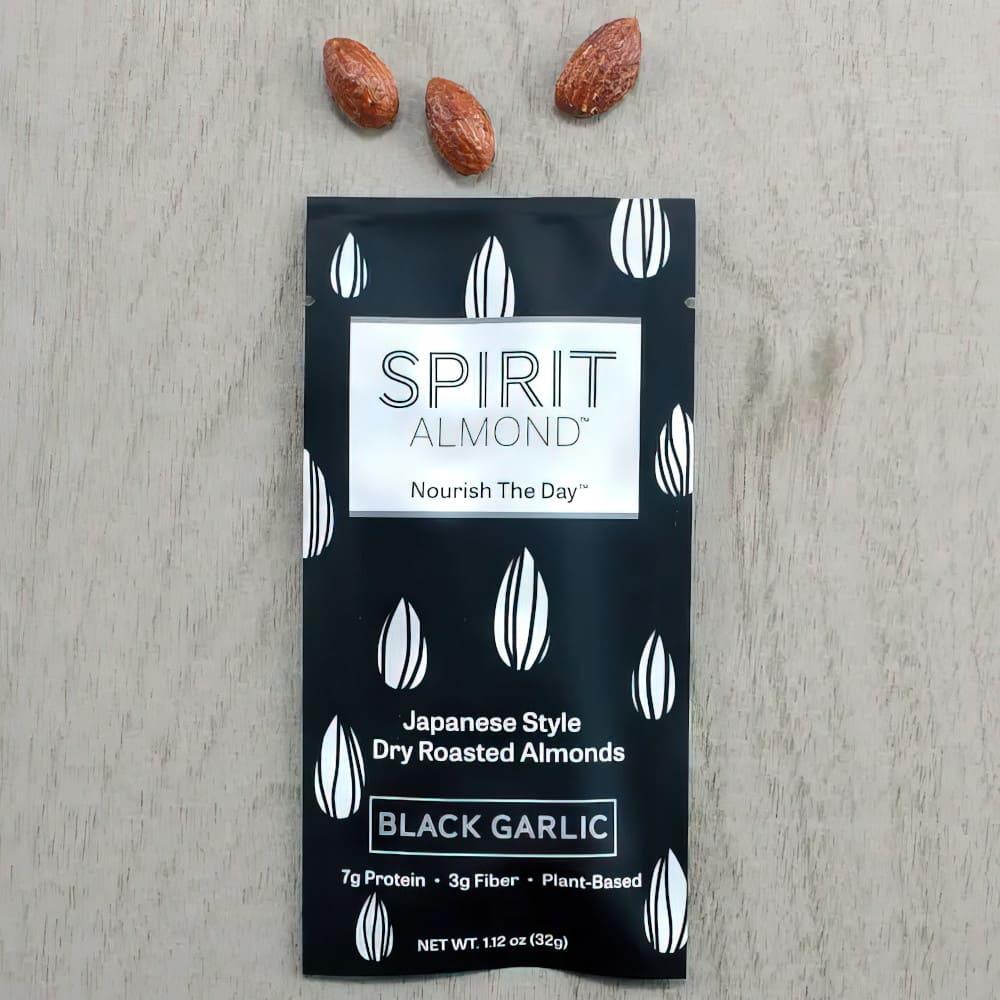 SPIRIT
ALMOND™
Nourish The Day™
Japanese Style
Dry Roasted Almonds
BLACK GARLIC
7g Protein • 3g Fiber • Plant-Based
NET WT. 1.12 oz (32g)